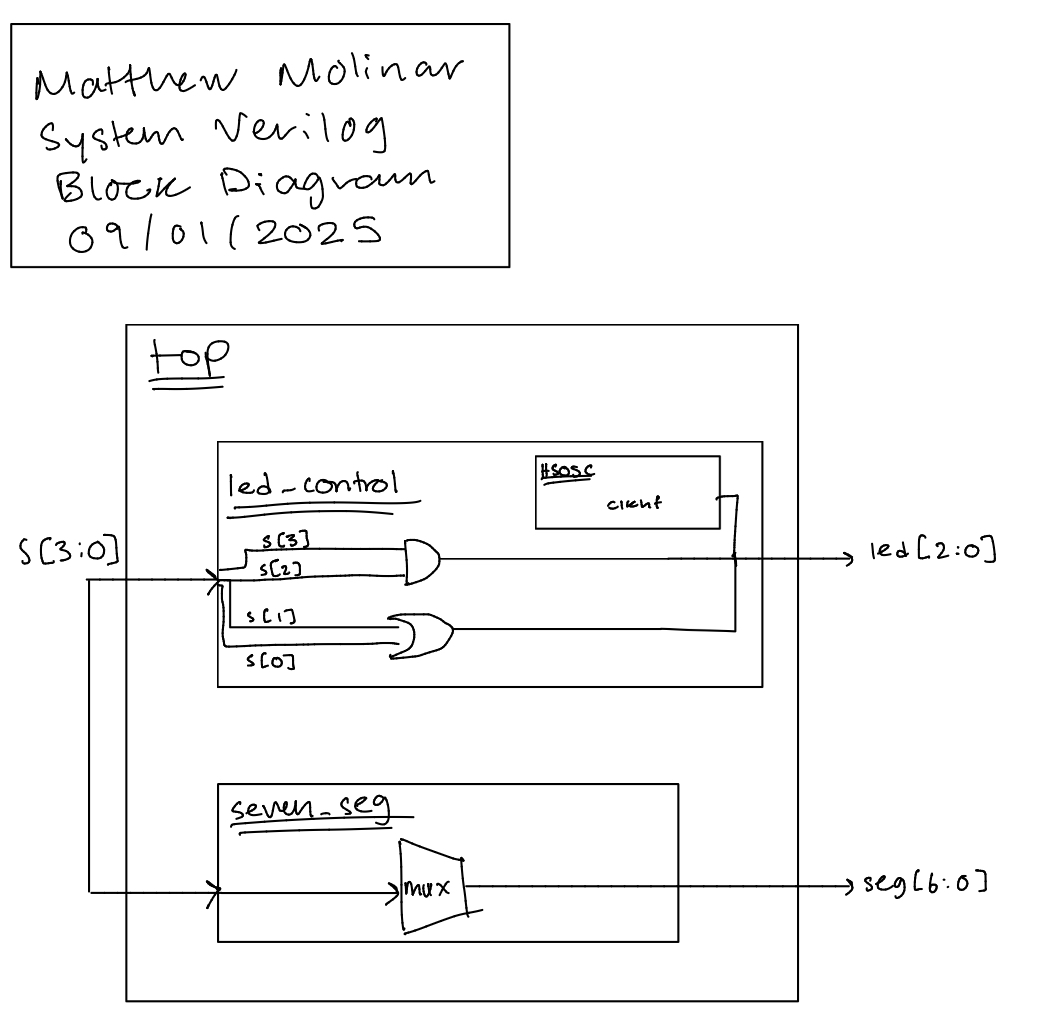 Matthew Molinar
System Verilog
Block Diagram
09/01/2025
top
led_control
HSOSC
s[3]
s[2]
S[3:0]
led[2:0]
s[1]
s[0]
seven_seg
mux
seg[6:0]